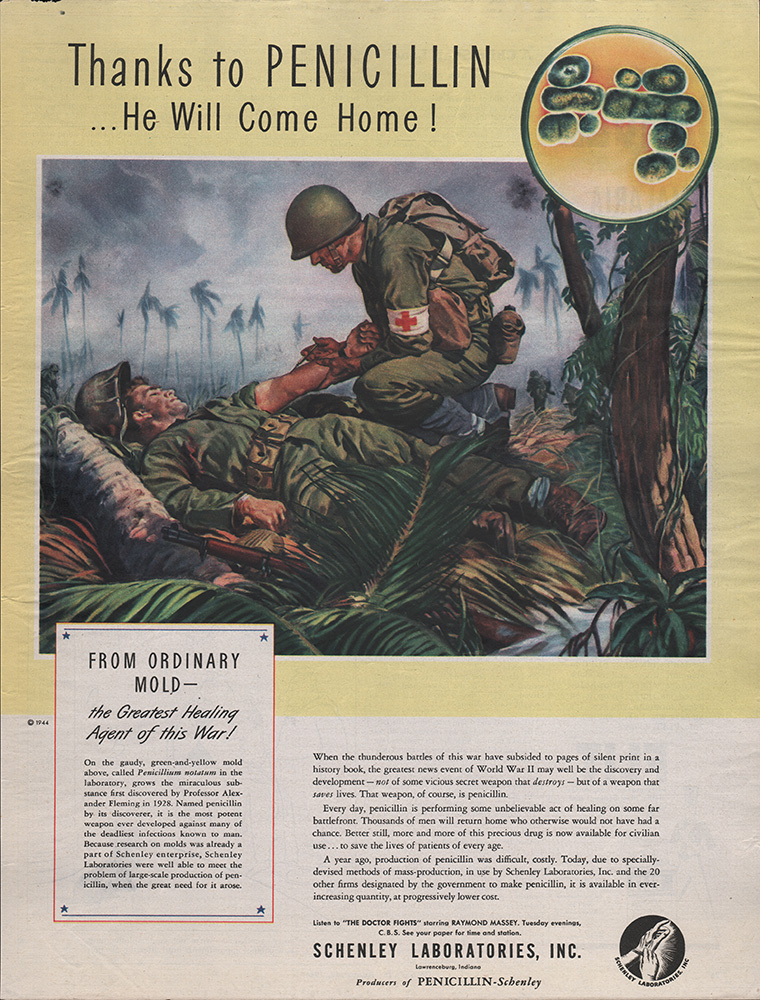 Thanks to PENICILLIN
...He Will Come Home!
FROM ORDINARY
MOLD—
the Greatest Healing
Agent of this War!
On the gaudy, green-and-yellow mold
above, called Penicillium notatum in the
laboratory, grows the miraculous sub-
stance first discovered by Professor Alex-
ander Fleming in 1928. Named penicillin
by its discoverer, it is the most potent
weapon ever developed against many of
the deadliest infections known to man.
Because research on molds was already a
part of Schenley enterprise, Schenley
Laboratories were well able to meet the
problem of large-scale production of pen-
icillin, when the great need for it arose.
© 1944
When the thunderous battles of this war have subsided to pages of silent print in a
history book, the greatest news event of World War II may well be the discovery and
development — not of some vicious secret weapon that destroys — but of a weapon that
saves lives. That weapon, of course, is penicillin.
Every day, penicillin is performing some unbelievable act of healing on some far
battlefront. Thousands of men will return home who otherwise would not have had a
chance. Better still, more and more of this precious drug is now available for civilian
use... to save the lives of patients of every age.
A year ago, production of penicillin was difficult, costly. Today, due to specially-
devised methods of mass-production, in use by Schenley Laboratories, Inc. and the 20
other firms designated by the government to make penicillin, it is available in ever-
increasing quantity, at progressively lower cost.
Listen to "THE DOCTOR FIGHTS" starring RAYMOND MASSEY. Tuesday evenings,
C.B.S. See your paper for time and station.
SCHENLEY LABORATORIES, INC.
Lawrenceburg, Indiana
Producers of PENICILLIN-Schenley
SCHENLEY LABORATORIES, INC.